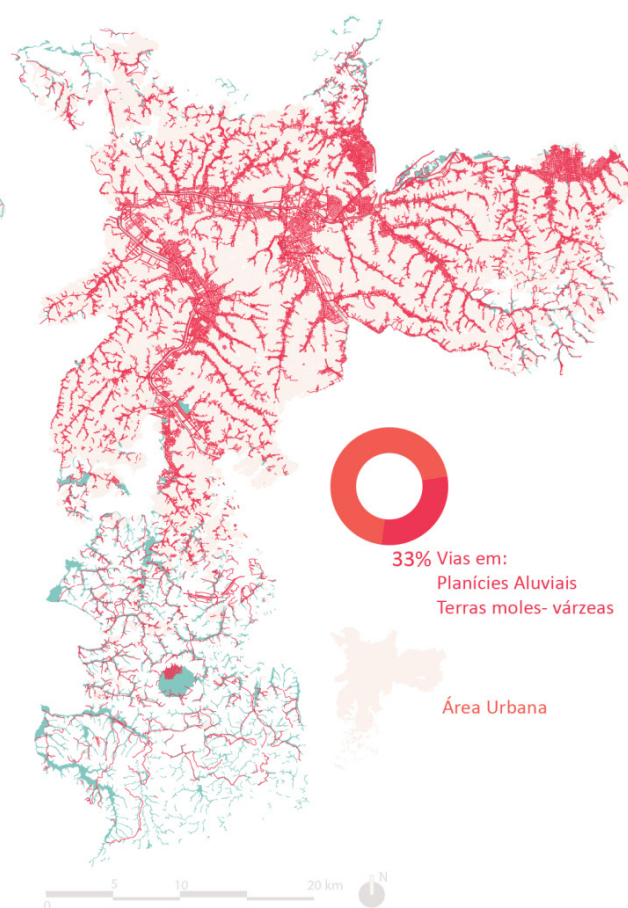 33% Vias em:
Planícies Aluviais
Terras moles- várzeas
Área Urbana
5 10 20 km
0
N